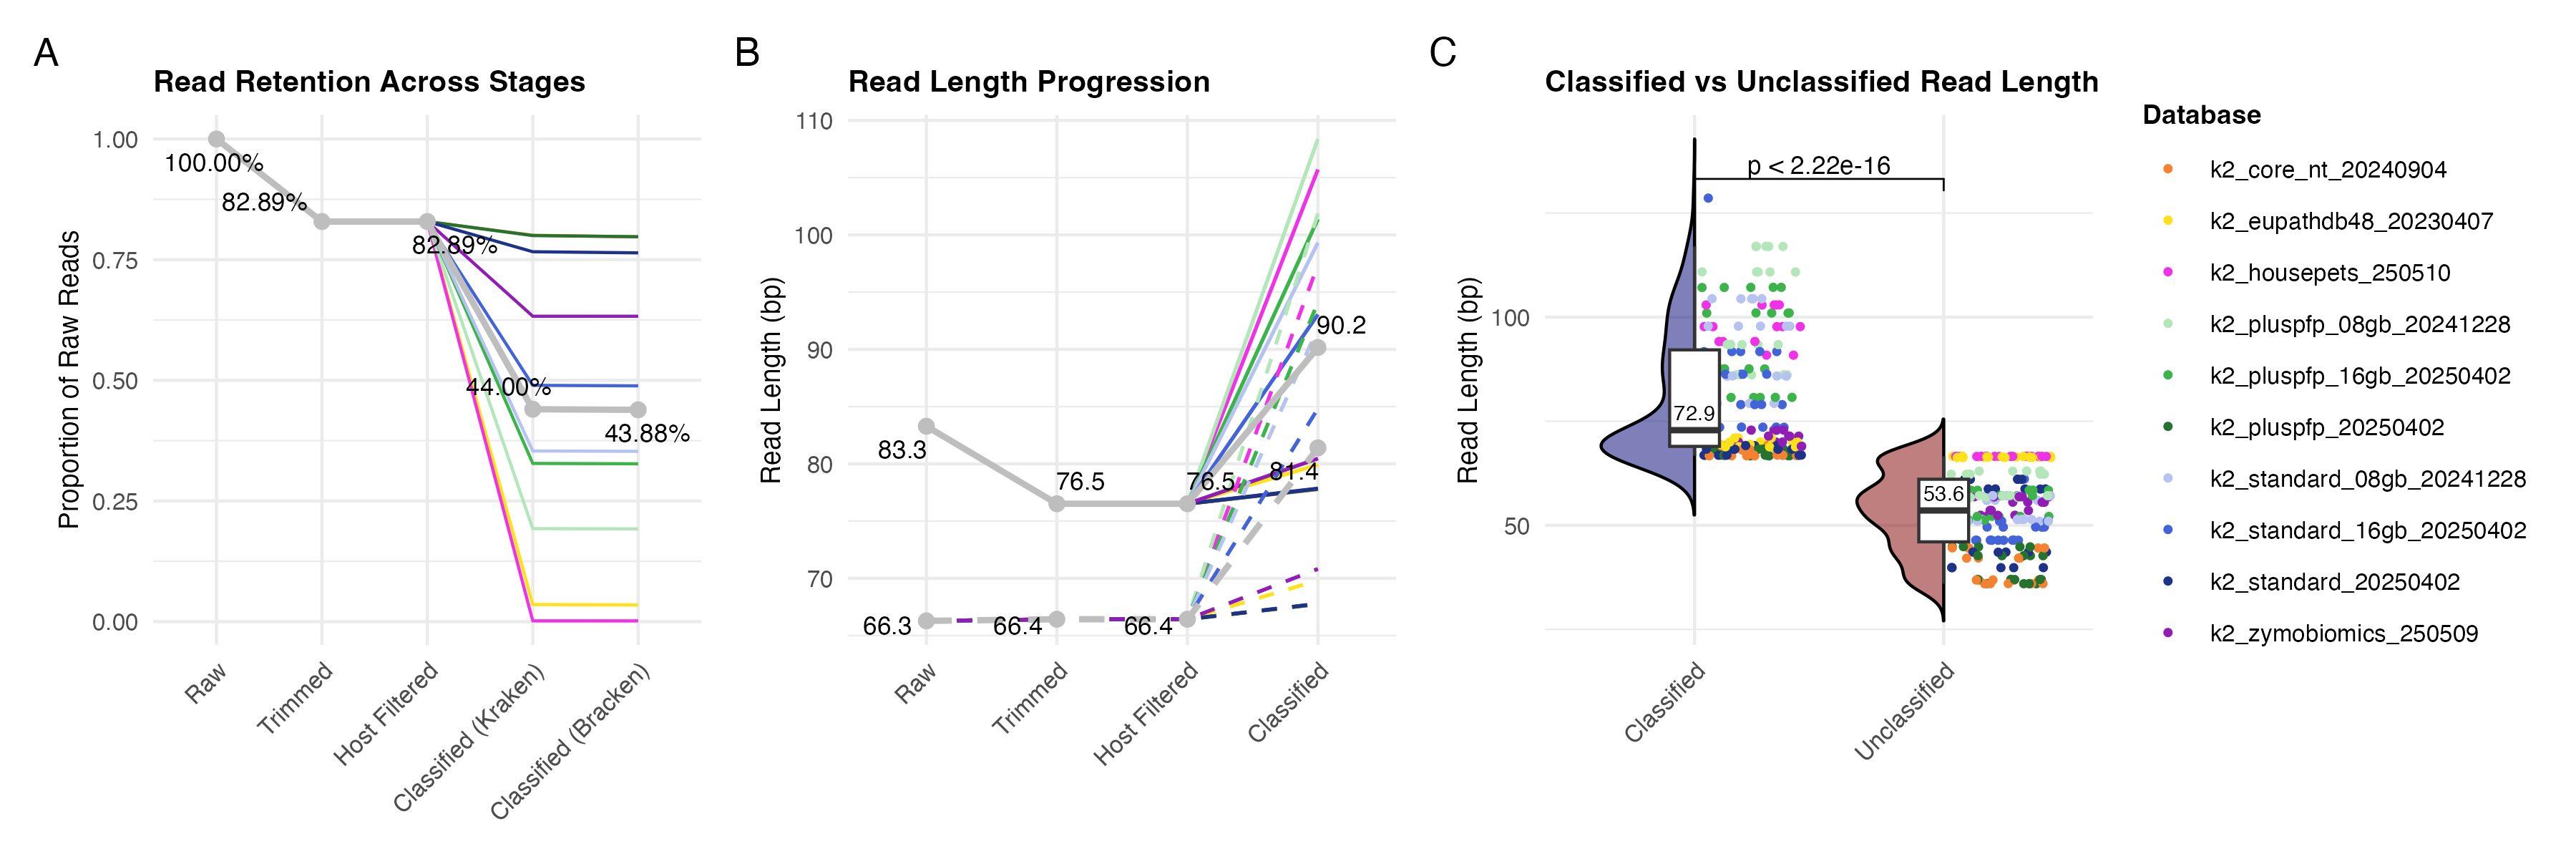 A
Read Retention Across Stages
Proportion of Raw Reads
1.00
0.75
0.50
0.25
0.00
100.00%
82.89%
82.89%
44.00%
43.88%
Raw
Trimmed
Host Filtered
Classified (Kraken)
Classified (Bracken)
B
Read Length Progression
Read Length (bp)
110
100
90
80
70
83.3
76.5
76.5
90.2
81.4
66.3
66.4
66.4
Raw
Trimmed
Host Filtered
Classified
C
Classified vs Unclassified Read Length
Read Length (bp)
100
50
p < 2.22e-16
72.9
53.6
Classified
Unclassified
Database
k2_core_nt_20240904
k2_eupathdb48_20230407
k2_housepets_250510
k2_pluspfp_08gb_20241228
k2_pluspfp_16gb_20250402
k2_pluspfp_20250402
k2_standard_08gb_20241228
k2_standard_16gb_20250402
k2_standard_20250402
k2_zymobiomics_250509